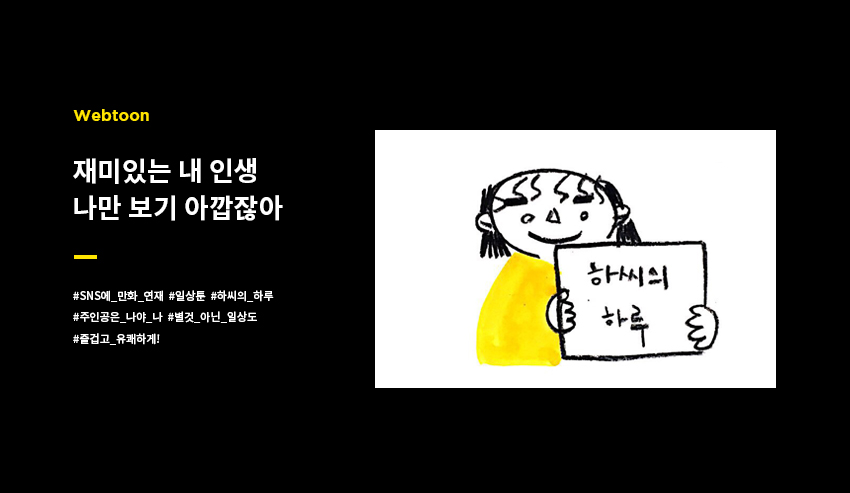 Webtoon
재미있는 내 인생
나만 보기 아깝잖아
#SNS에_만화_연재 #일상툰 #하씨의_하루
#주인공은_나야_나 #별것_아닌_일상도
#즐겁고_유쾌하게!
하씨의
하루